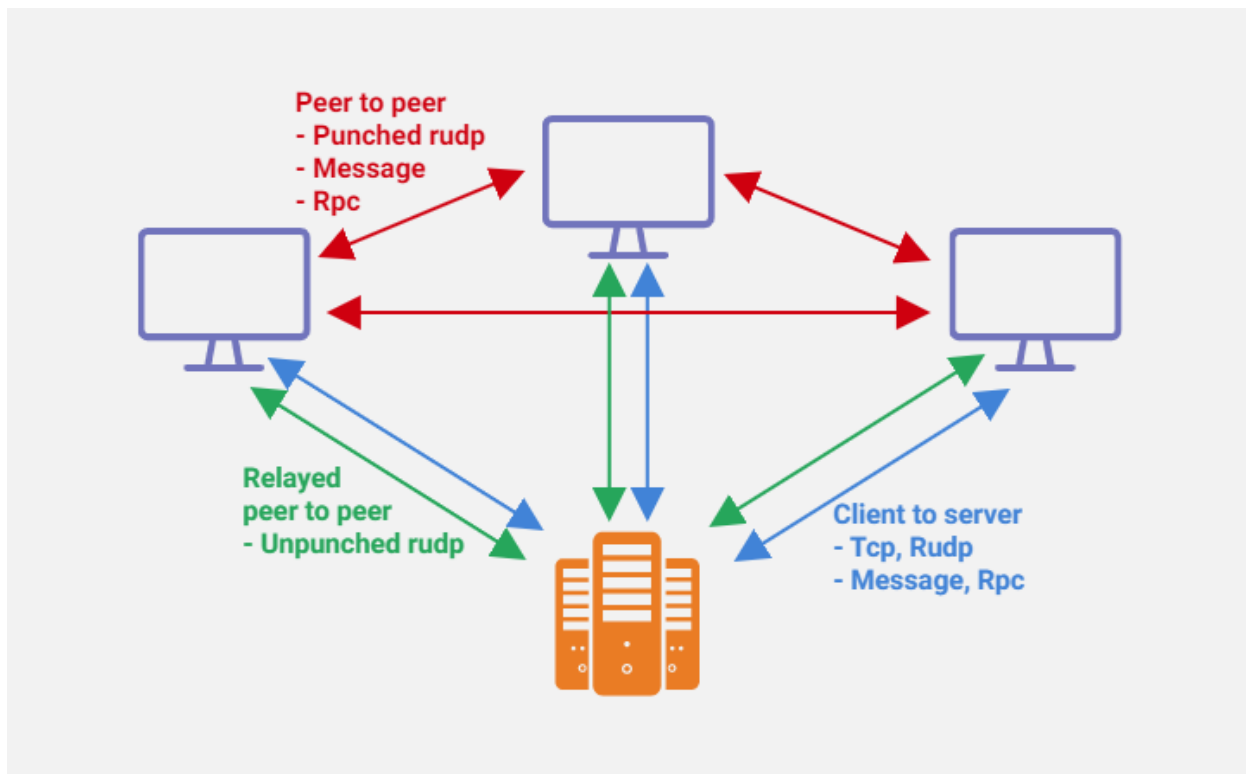 Peer to peer
- Punched rudp
- Message
- Rpc
Relayed
peer to peer
- Unpunched rudp
Client to server
- Tcp, Rudp
- Message, Rpc